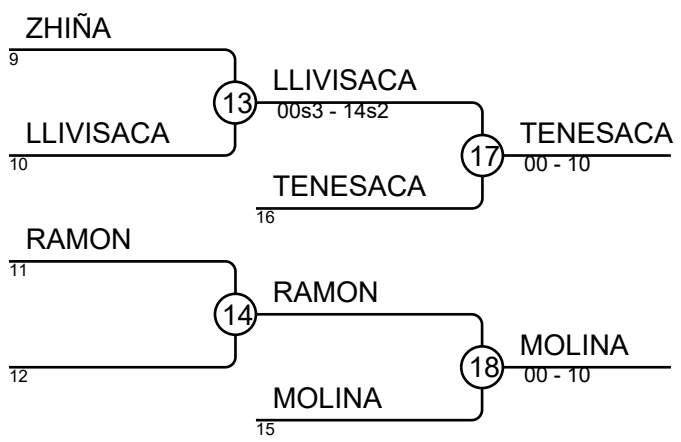 ZHIÑA
9
13
LLIVISACA
00s3 - 14s2
LLIVISACA
10
17
TENESACA
00 - 10
TENESACA
16
RAMON
11
14
RAMON
12
18
MOLINA
00 - 10
MOLINA
15